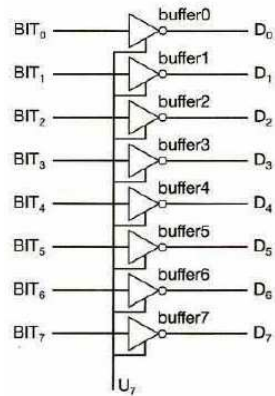 BIT₀ buffer0 D₀
BIT₁ buffer1 D₁
BIT₂ buffer2 D₂
BIT₃ buffer3 D₃
BIT₄ buffer4 D₄
BIT₅ buffer5 D₅
BIT₆ buffer6 D₆
BIT₇ buffer7 D₇
U₇